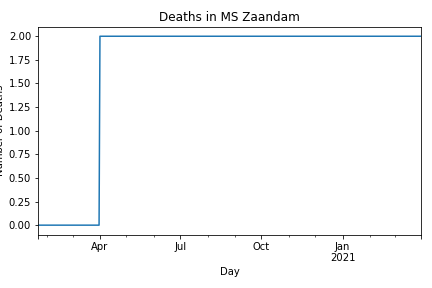 Deaths in MS Zaandam
2.00
1.75
1.50
1.25
1.00
0.75
0.50
0.25
0.00
Number of Deaths
Apr
Jul
Oct
Jan
2021
Day